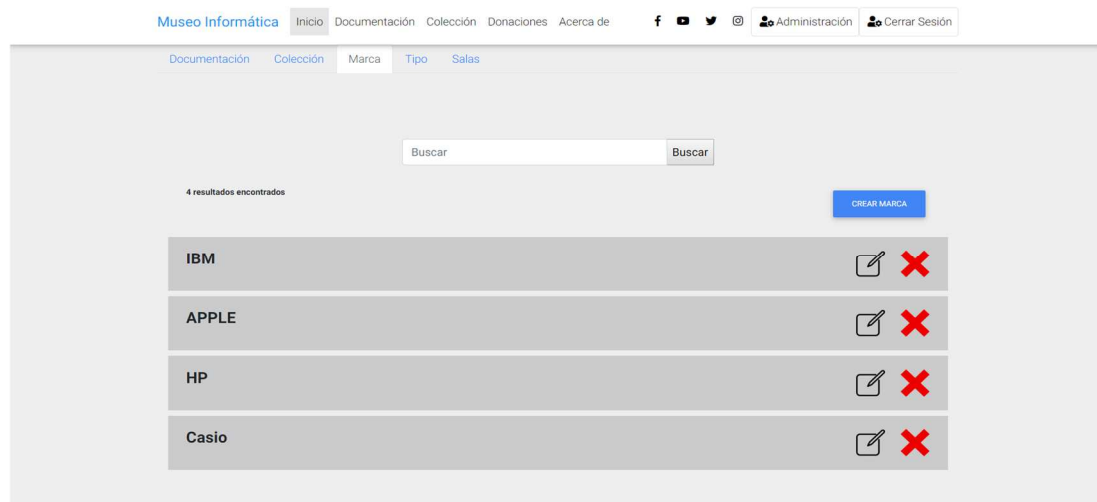 Museo Informática Inicio Documentación Colección Donaciones Acerca de Administración Cerrar Sesión
Documentación Colección Marca Tipo Salas
Buscar Buscar
4 resultados encontrados
CREAR MARCA
IBM
APPLE
HP
Casio